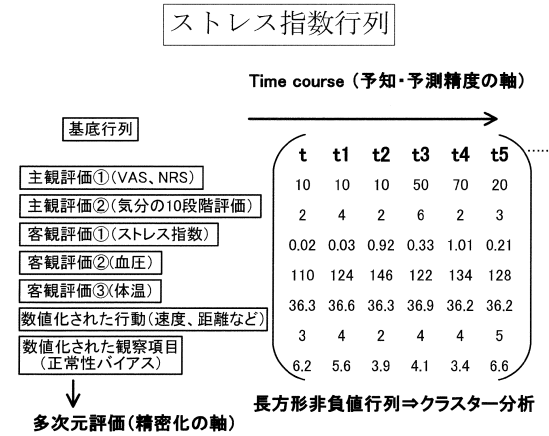 ストレス指数行列
Time course（予知・予測精度の軸）
基底行列
t t1 t2 t3 t4 t5 ……
主観評価①(VAS、NRS) 10 10 10 50 70 20
主観評価②(気分の10段階評価) 2 4 2 6 2 3
客観評価①(ストレス指数) 0.02 0.03 0.92 0.33 1.01 0.21
客観評価②(血圧) 110 124 146 122 134 128
客観評価③(体温) 36.3 36.6 36.3 36.9 36.2 36.2
数値化された行動(速度、距離など) 3 4 2 4 4 5
数値化された観察項目
(正常性バイアス) 6.2 5.6 3.9 4.1 3.4 6.6
多次元評価(精密化の軸)
長方形非負値行列⇒クラスター分析